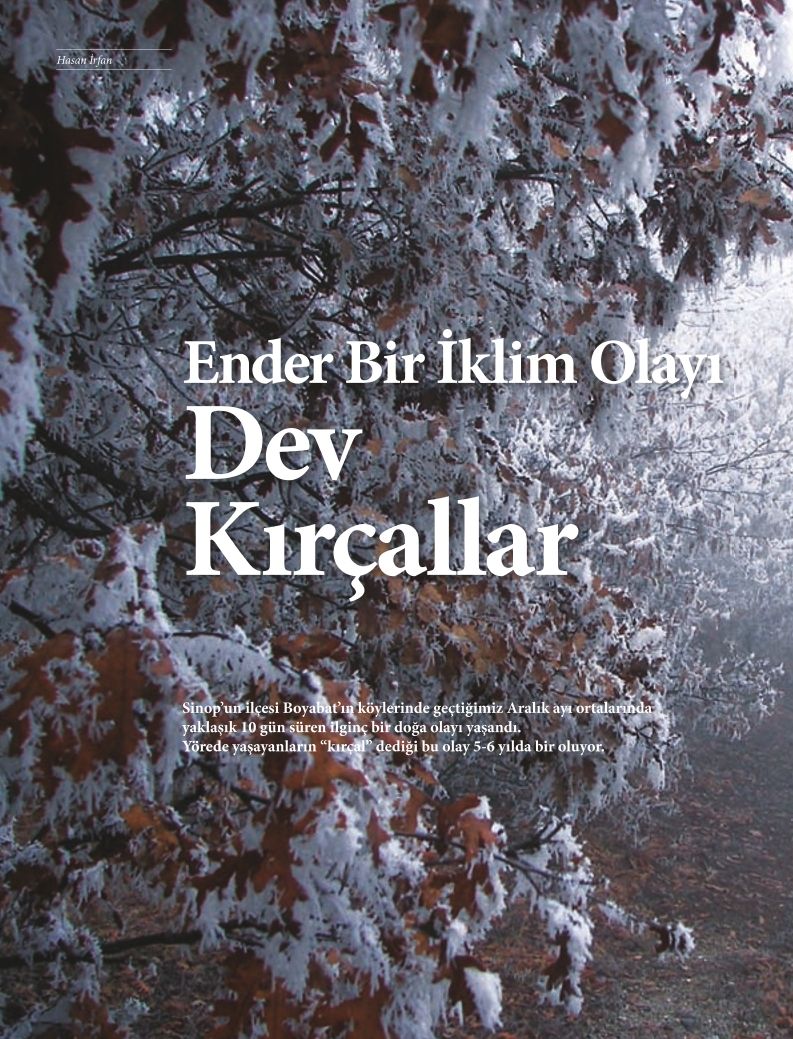 Hasan İrfan
Ender Bir İklim Olayı
Dev
Kırçallar
Sinop’un ilçesi Boyabat’ın köylerinde geçtiğimiz Aralık ayı ortalarında
yaklaşık 10 gün süren ilginç bir doğa olayı yaşandı.
Yörede yaşayanların “kırçal” dediği bu olay 5-6 yılda bir oluyor.